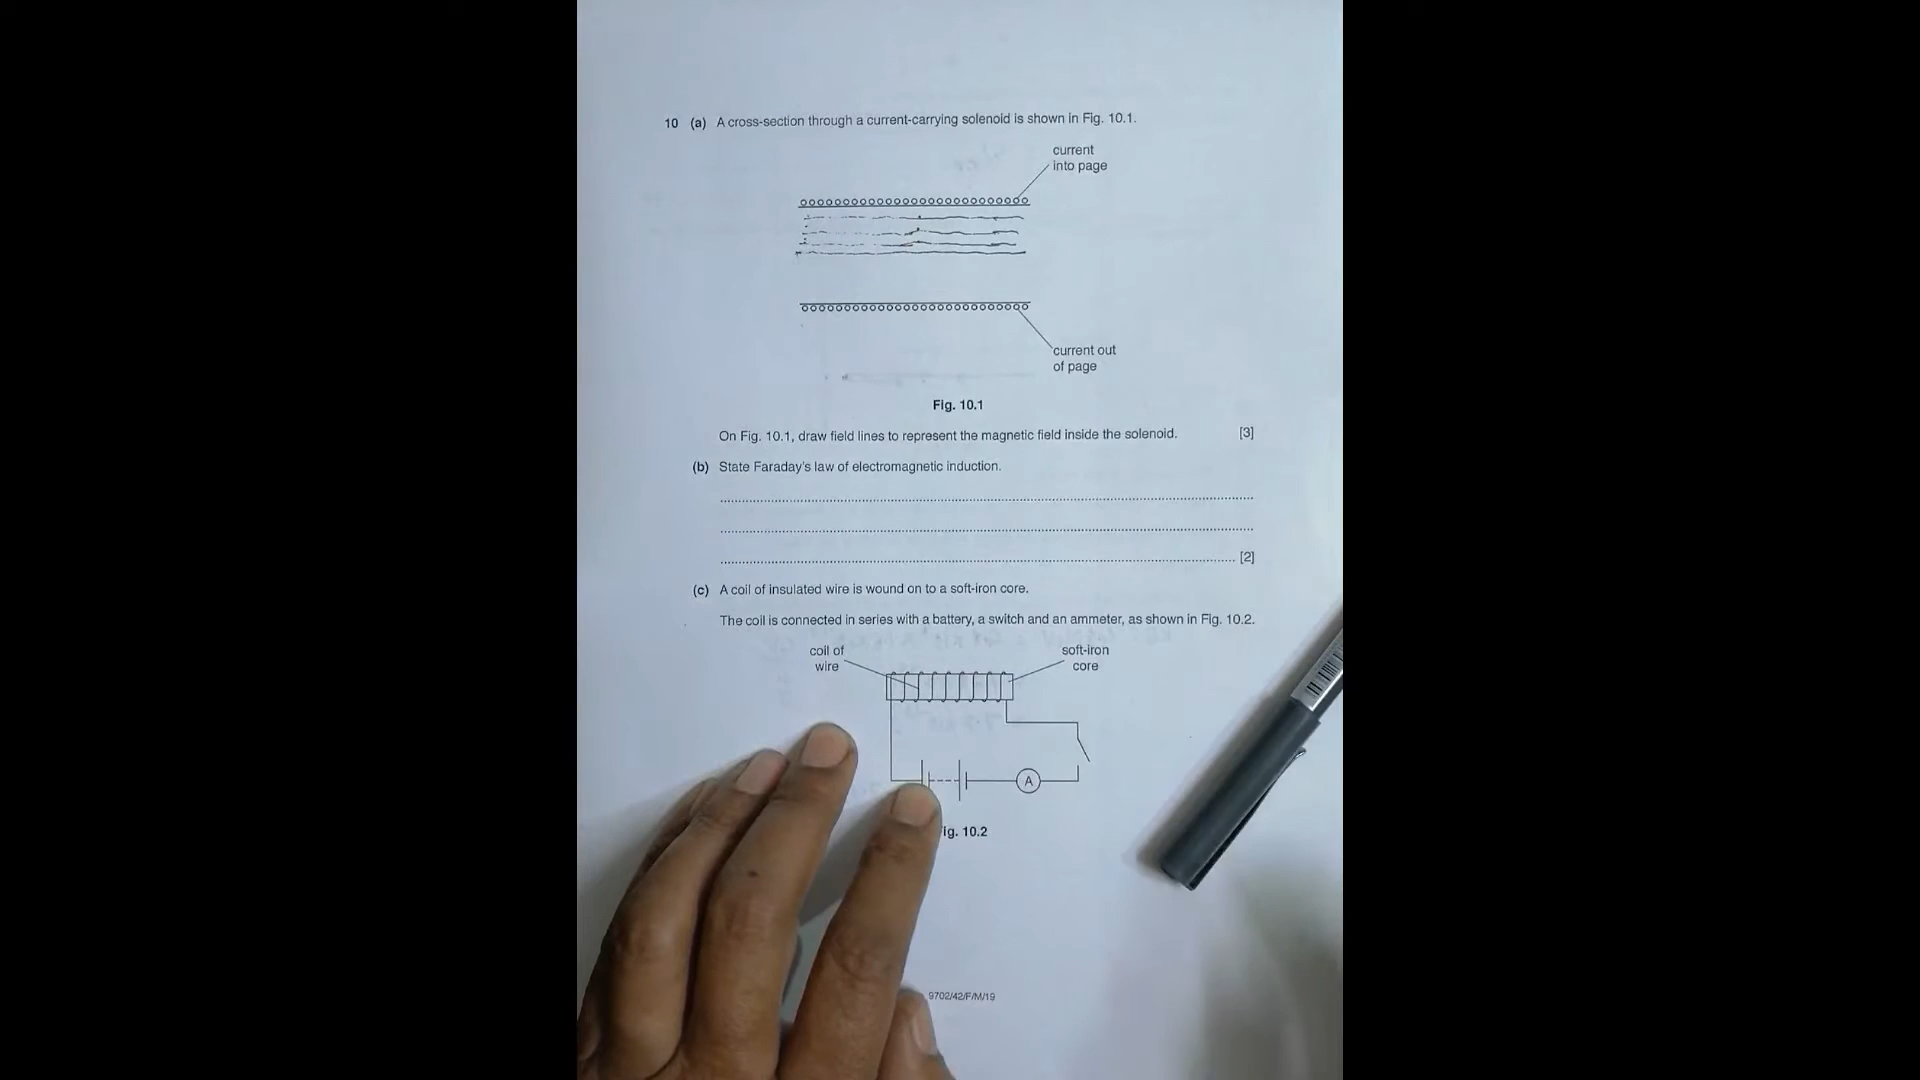 10 (a) A cross-section through a current-carrying solenoid is shown in Fig. 10.1.
current
into page
current out
of page
Fig. 10.1
On Fig. 10.1, draw field lines to represent the magnetic field inside the solenoid. [3]
(b) State Faraday's law of electromagnetic induction.
[2]
(c) A coil of insulated wire is wound on to a soft-iron core.
The coil is connected in series with a battery, a switch and an ammeter, as shown in Fig. 10.2.
coil of
wire
soft-iron
core
A
ig. 10.2
9702/42/F/M/19